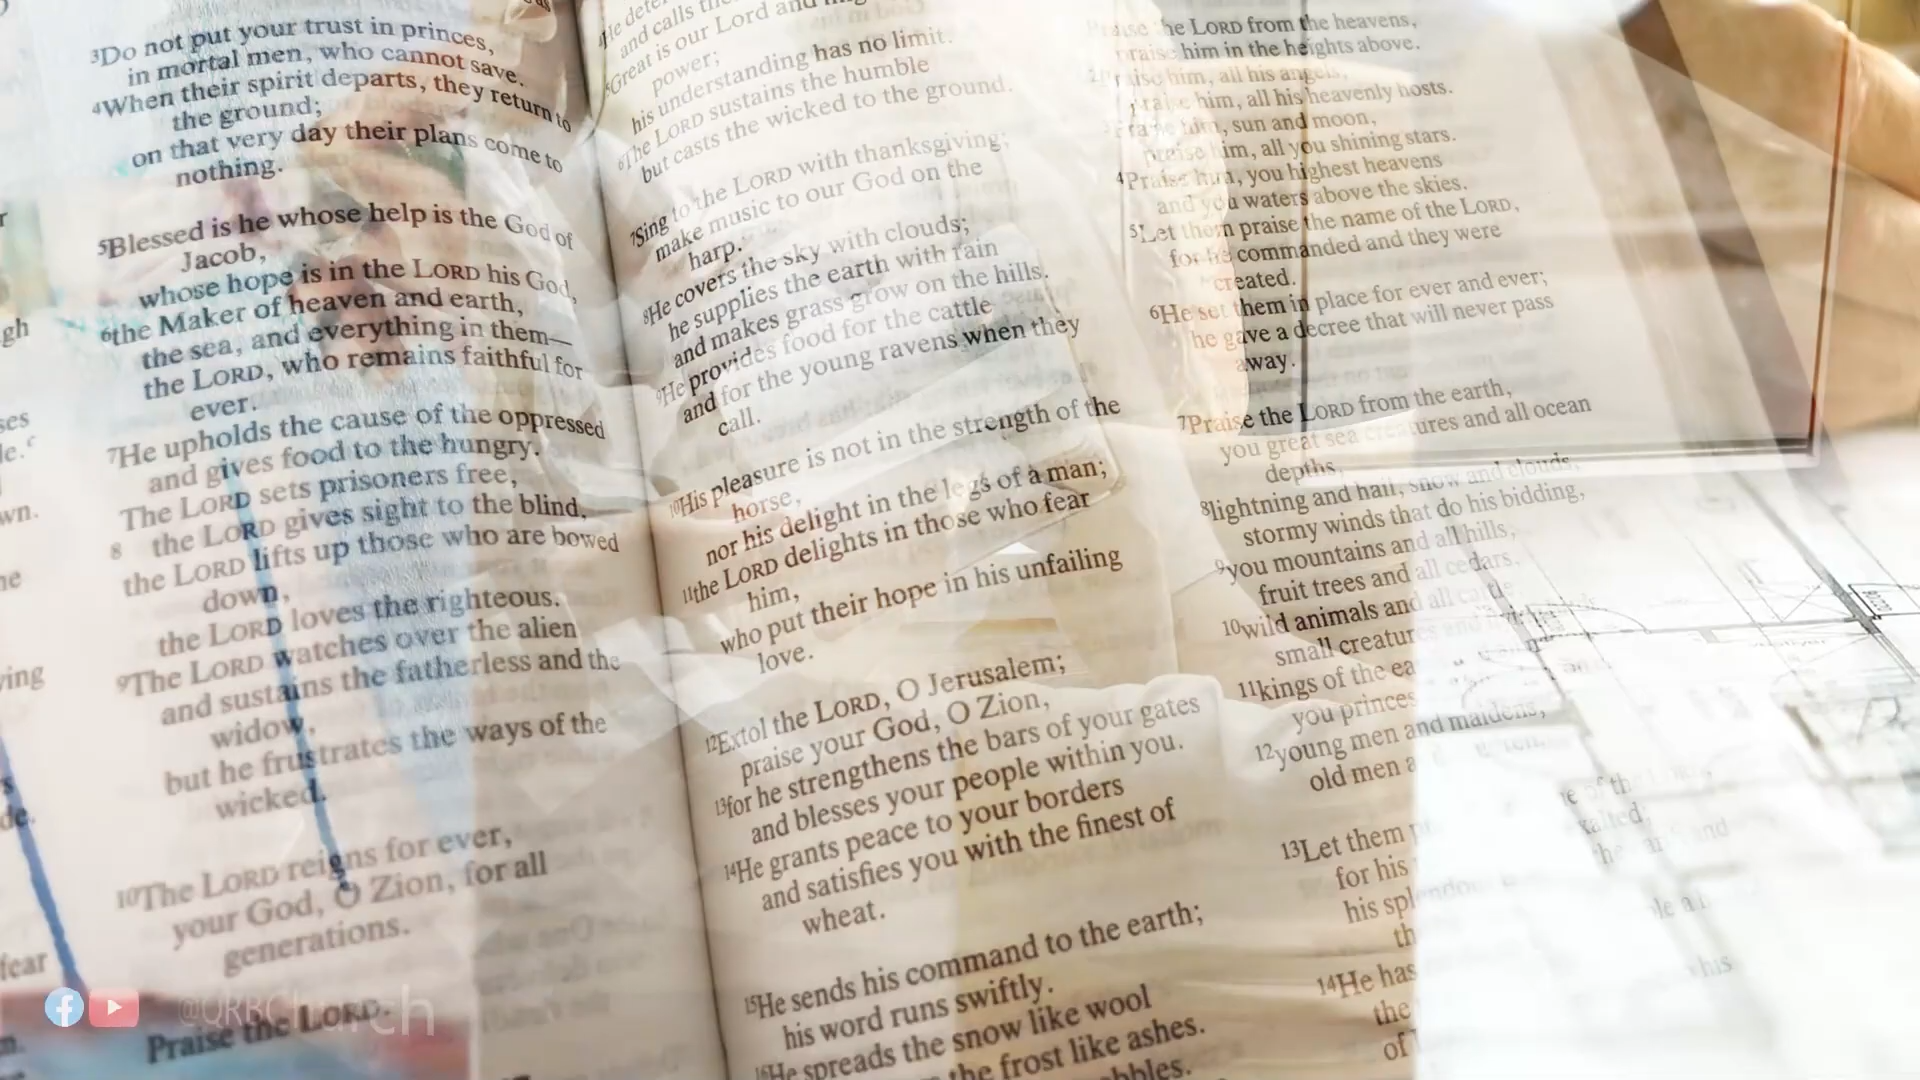 3Do not put your trust in princes,
in mortal men, who cannot save.
4When their spirit departs, they return to
the ground;
on that very day their plans come to
nothing.
5Blessed is he whose help is the God of
Jacob,
whose hope is in the LORD his God,
6the Maker of heaven and earth,
the sea, and everything in them—
the LORD, who remains faithful for
ever.
7He upholds the cause of the oppressed
and gives food to the hungry.
The LORD sets prisoners free,
8 the LORD gives sight to the blind,
the LORD lifts up those who are bowed
down,
the LORD loves the righteous.
9The LORD watches over the alien
and sustains the fatherless and the
widow,
but he frustrates the ways of the
wicked.
10The LORD reigns for ever,
your God, O Zion, for all
generations.
Praise the LORD.
@QRBChurch
and calls the
5Great is our Lord and
power;
his understanding has no limit.
6The LORD sustains the humble
but casts the wicked to the ground.
7Sing to the LORD with thanksgiving;
make music to our God on the
harp.
8He covers the sky with clouds;
he supplies the earth with rain
and makes grass grow on the hills.
9He provides food for the cattle
and for the young ravens when they
call.
10His pleasure is not in the strength of the
horse,
nor his delight in the legs of a man;
11the LORD delights in those who fear
him,
who put their hope in his unfailing
love.
12Extol the LORD, O Jerusalem;
praise your God, O Zion,
13for he strengthens the bars of your gates
and blesses your people within you.
14He grants peace to your borders
and satisfies you with the finest of
wheat.
15He sends his command to the earth;
his word runs swiftly.
16He spreads the snow like wool
the frost like ashes.
Praise the LORD from the heavens,
praise him in the heights above.
2Praise him, all his angels,
praise him, all his heavenly hosts.
3Praise him, sun and moon,
praise him, all you shining stars.
4Praise him, you highest heavens
and you waters above the skies.
5Let them praise the name of the LORD,
for he commanded and they were
created.
6He set them in place for ever and ever;
he gave a decree that will never pass
away.
7Praise the LORD from the earth,
you great sea creatures and all ocean
depths,
8lightning and hail, snow and clouds,
stormy winds that do his bidding,
9you mountains and all hills,
fruit trees and all cedars,
10wild animals and all cattle,
small creatures and
11kings of the
you princes
12young men and maidens,
old men
13Let them
for his
his
14He has
the
of